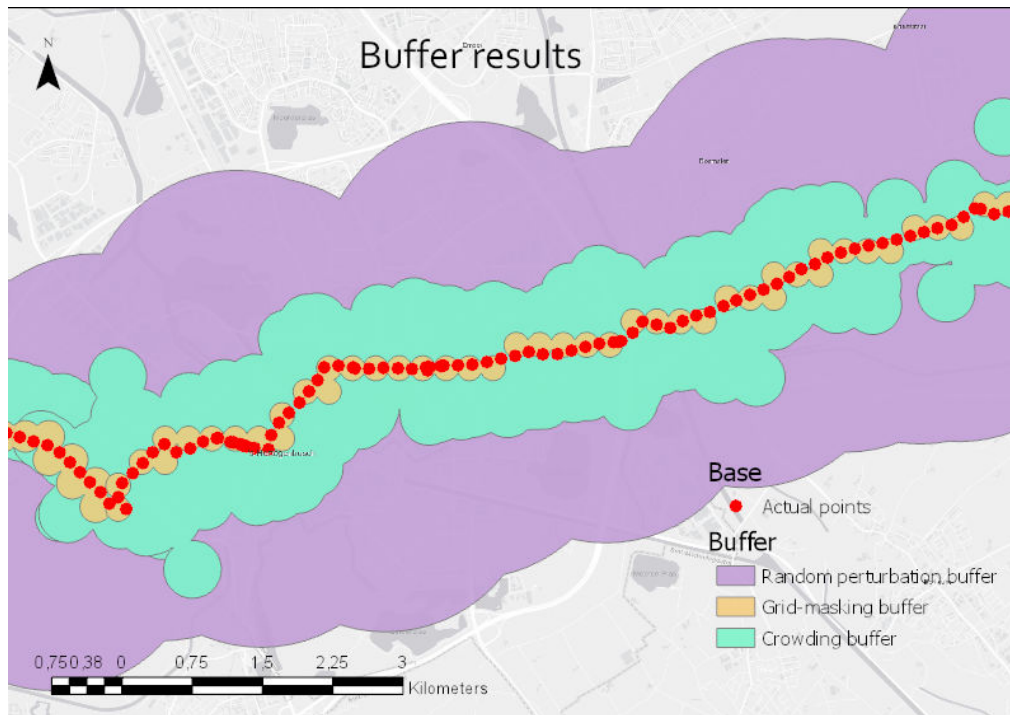 N
Buffer results
Rosmalen
Base
Actual points
Buffer
Random perturbation buffer
Grid-masking buffer
Crowding buffer
0,75 0,38 0 0,75 1,5 2,25 3
Kilometers